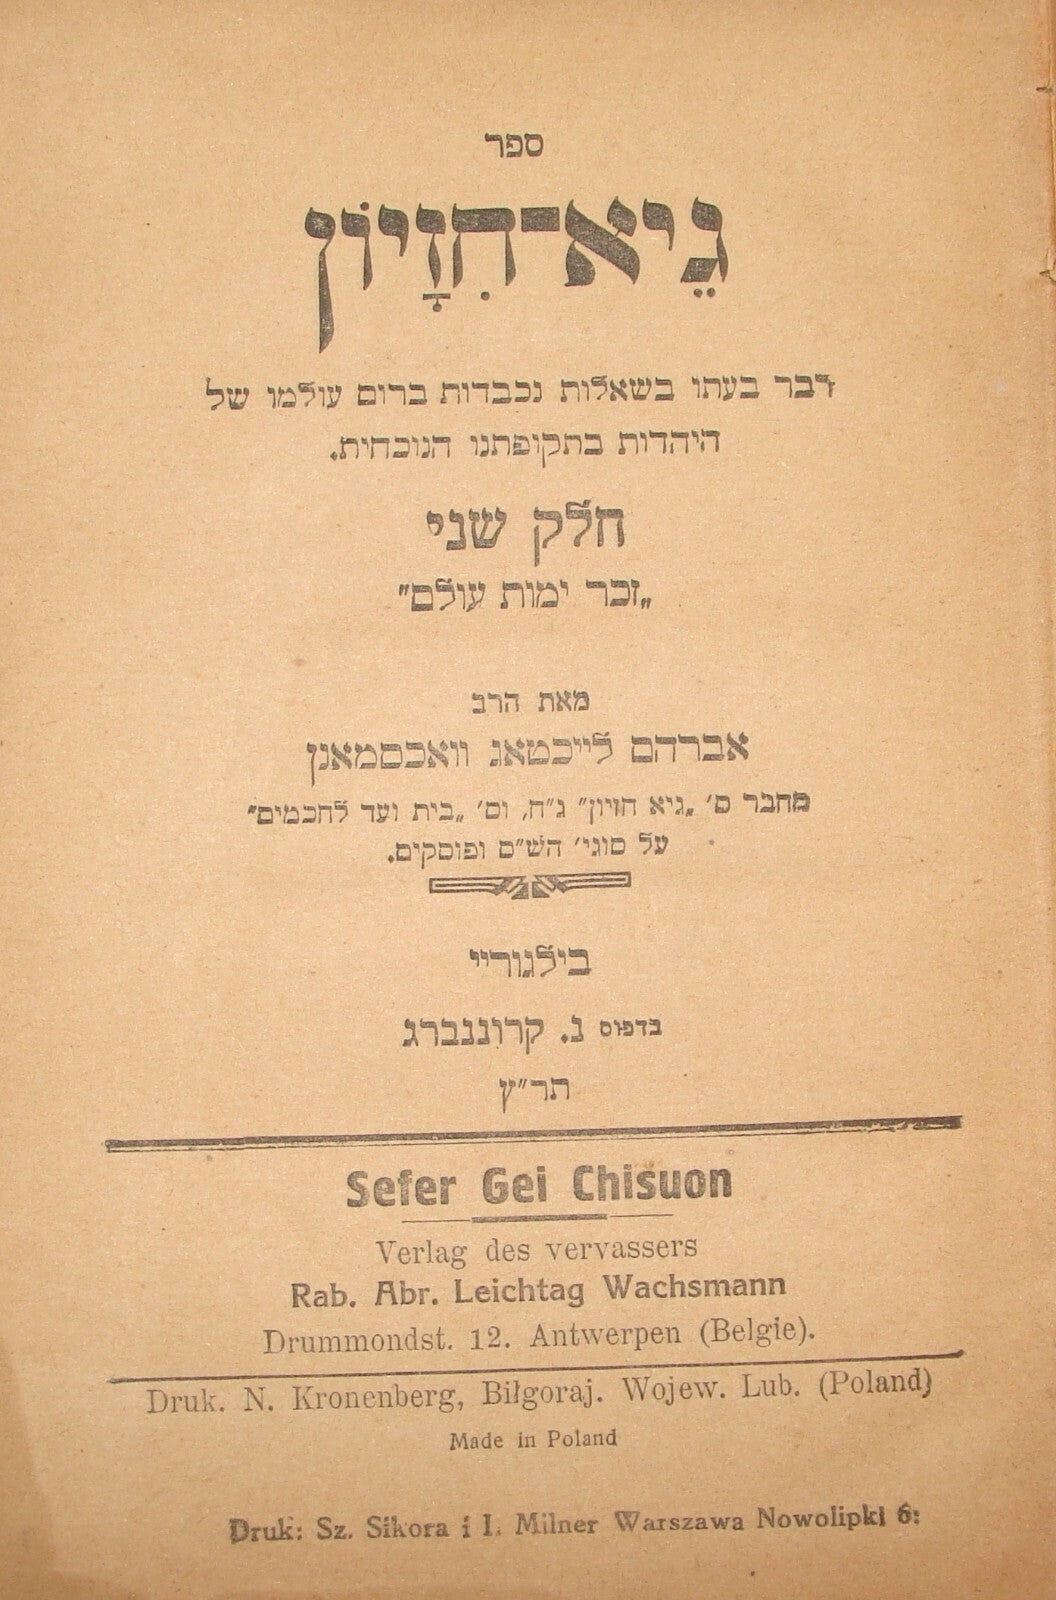 ספר
גֵיא־חִזָיוֹן
דבר בעתו בשאלות נכבדות ברום עולמו של
היהדות בתקופתנו הנוכחית.
חלק שני
„זכר ימות עולם"
מאת הרב
אברהם לייכטאג וואכסמאנן
מחבר ס' „גיא חזיון" ג"ח, וס' „בית ועד לחכמים"
על סוגי' הש"ס ופוסקים.
בילגוריי
בדפוס נ. קרוננברג
תר"ץ
Sefer Gei Chisuon
Verlag des vervassers
Rab. Abr. Leichtag Wachsmann
Drummondst. 12. Antwerpen (Belgie).
Druk. N. Kronenberg, Biłgoraj. Wojew. Lub. (Poland)
Made in Poland
Druk: Sz. Sikora i I. Milner Warszawa Nowolipki 6: